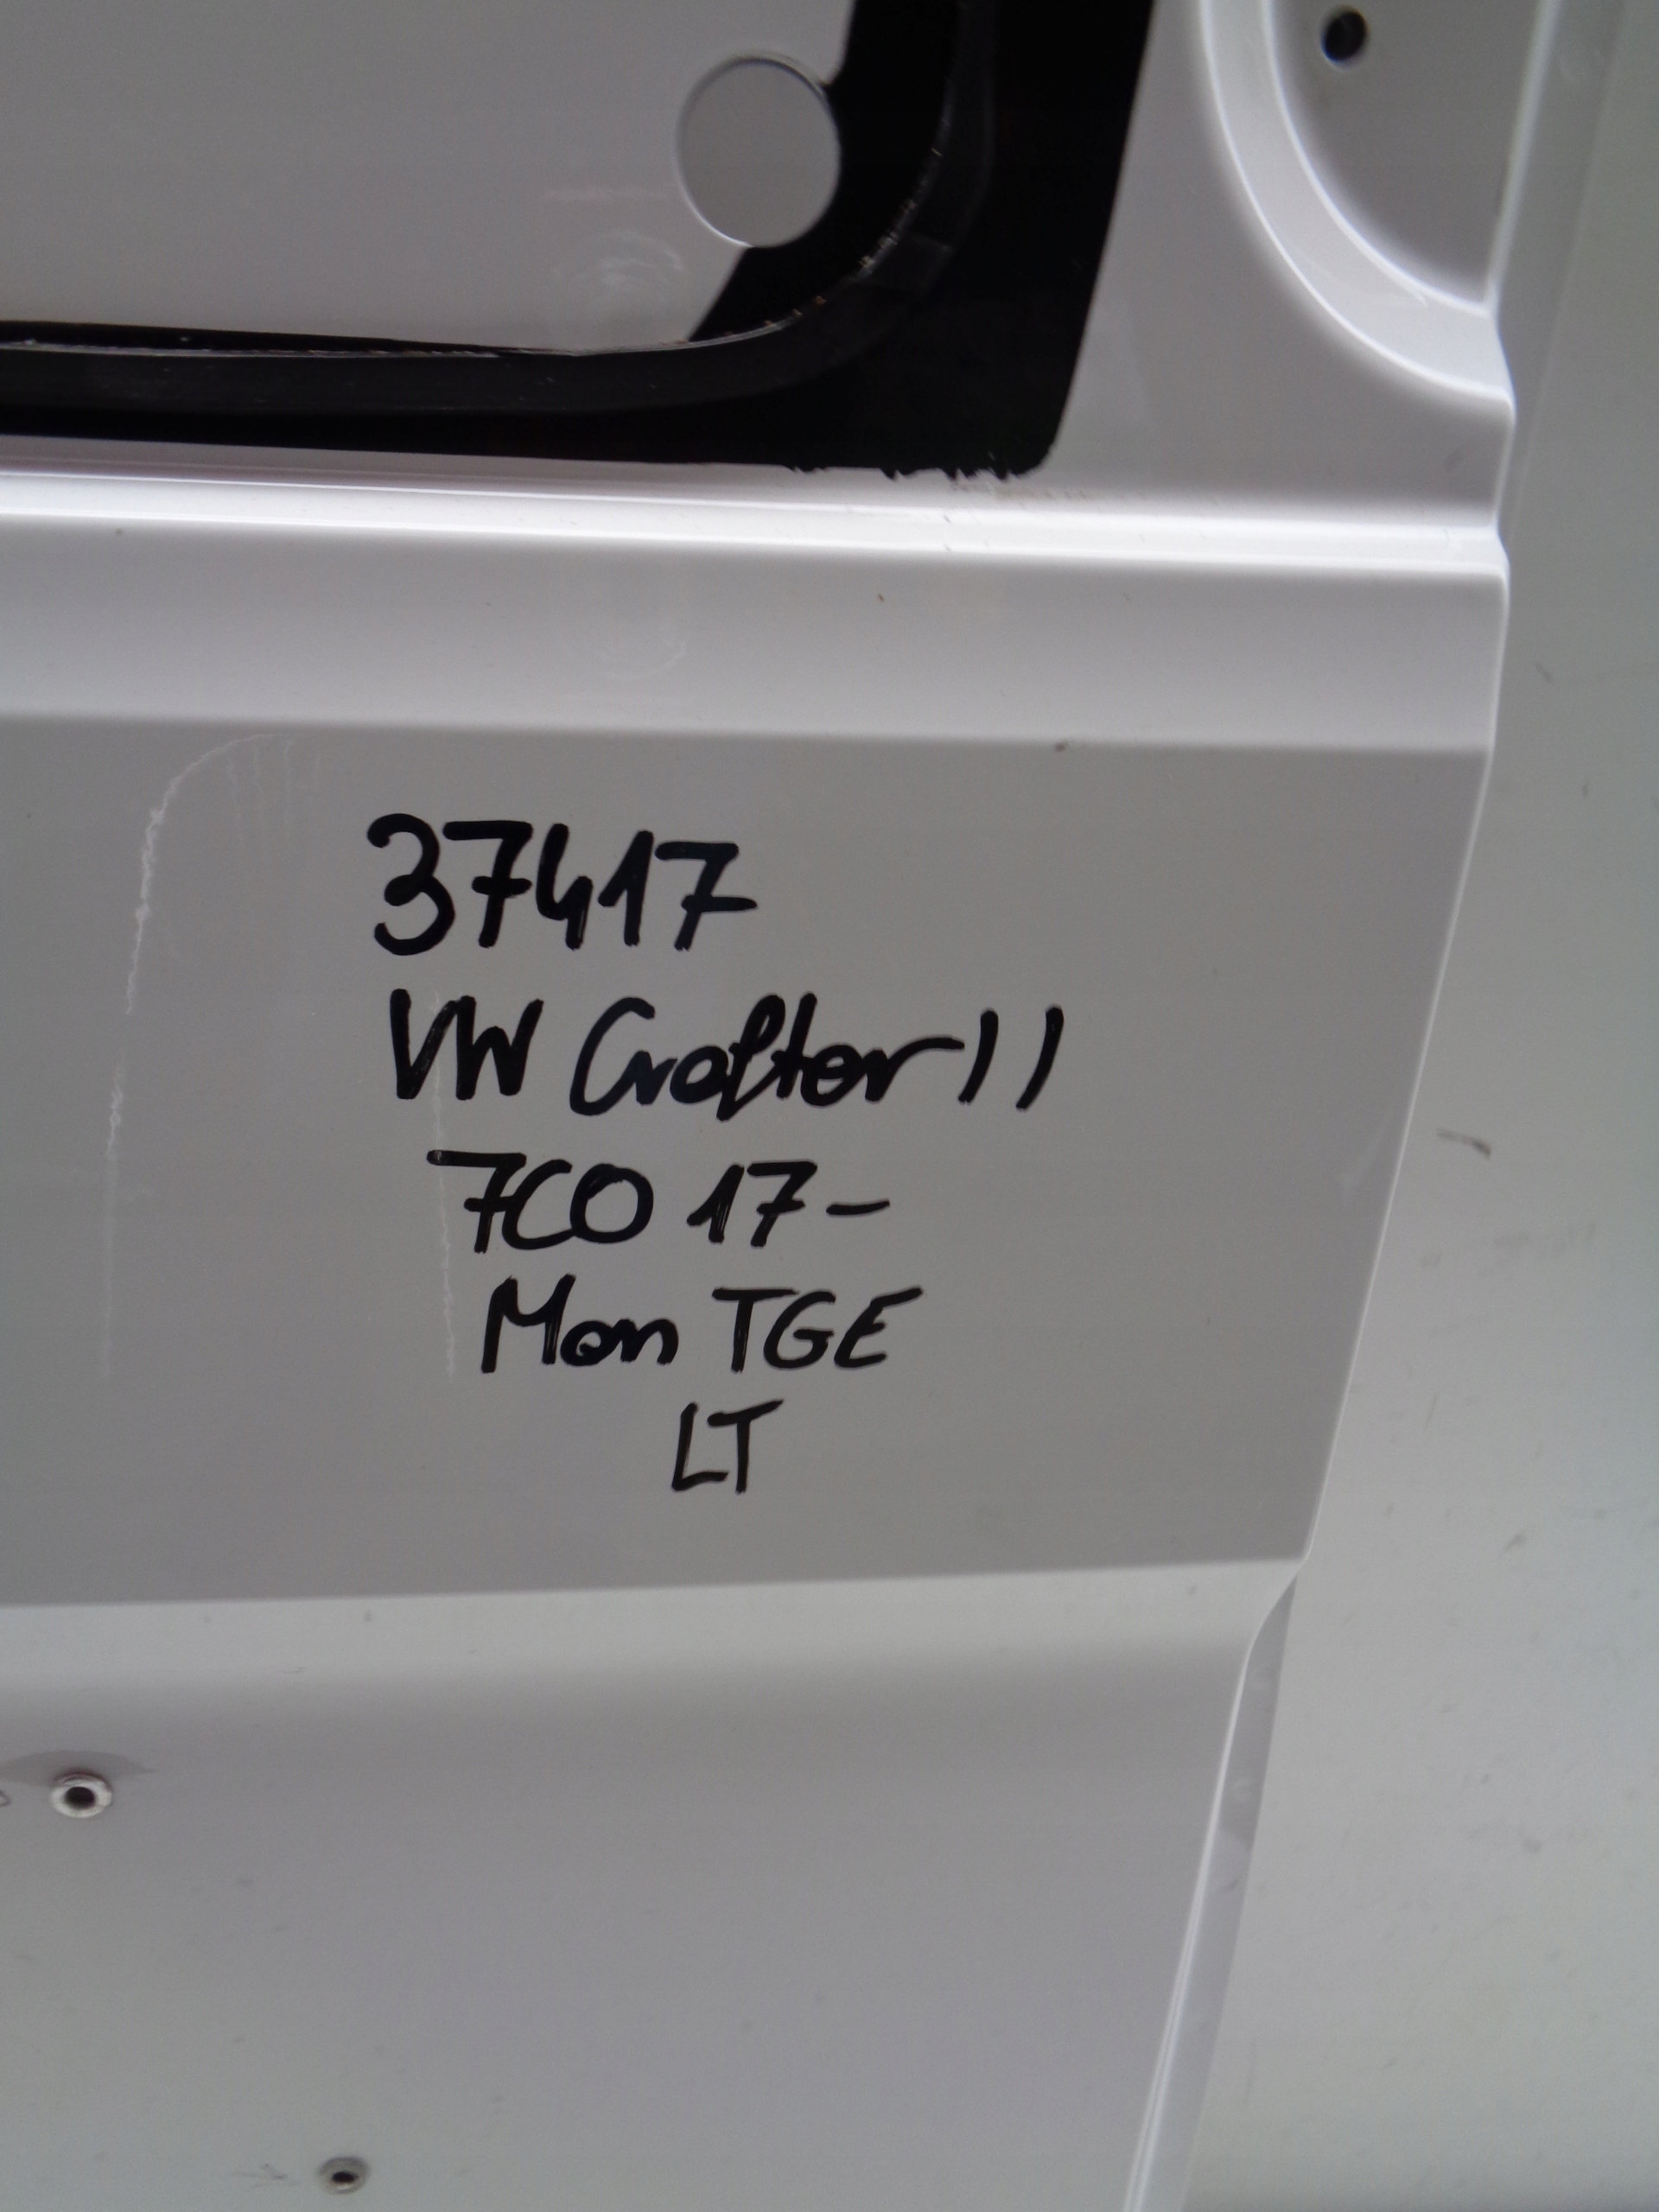 37417
VW Crafter II
7C0 17-
Man TGE
LT